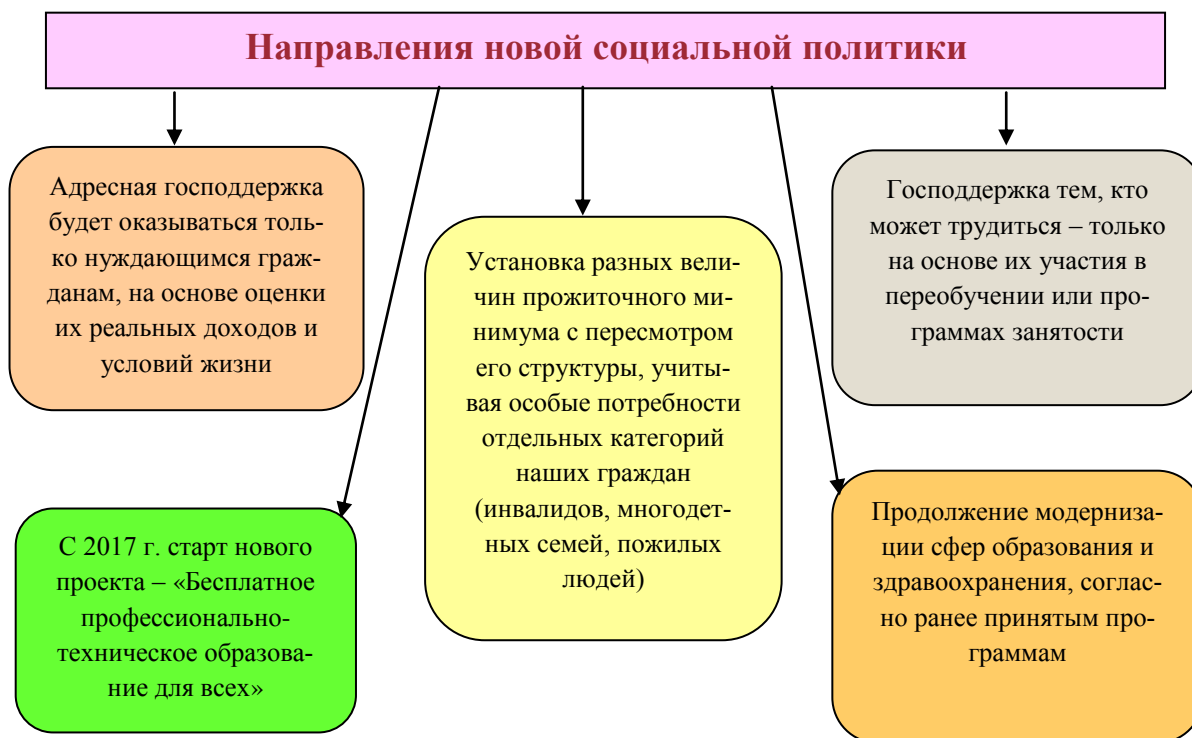 Направления новой социальной политики
Адресная господдержка
будет оказываться толь-
ко нуждающимся граж-
данам, на основе оценки
их реальных доходов и
условий жизни
Установка разных вели-
чин прожиточного ми-
нимума с пересмотром
его структуры, учиты-
вая особые потребности
отдельных категорий
наших граждан
(инвалидов, многодет-
ных семей, пожилых
людей)
Господдержка тем, кто
может трудиться – только
на основе их участия в
переобучении или про-
граммах занятости
С 2017 г. старт нового
проекта – «Бесплатное
профессионально-
техническое образова-
ние для всех»
Продолжение модерниза-
ции сфер образования и
здравоохранения, соглас-
но ранее принятым про-
граммам